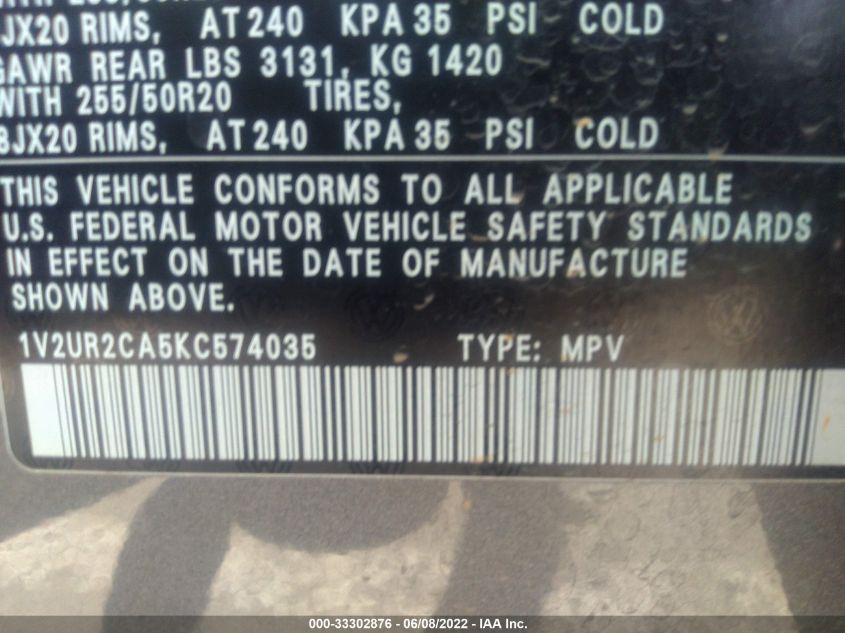 JX20 RIMS, AT 240 KPA 35 PSI COLD
GAWR REAR LBS 3131, KG 1420
WITH 255/50R20 TIRES,
8JX20 RIMS, AT 240 KPA 35 PSI COLD
THIS VEHICLE CONFORMS TO ALL APPLICABLE
U.S. FEDERAL MOTOR VEHICLE SAFETY STANDARDS
IN EFFECT ON THE DATE OF MANUFACTURE
SHOWN ABOVE.
1V2UR2CA5KC574035 TYPE: MPV
000-33302876 - 06/08/2022 - IAA Inc.